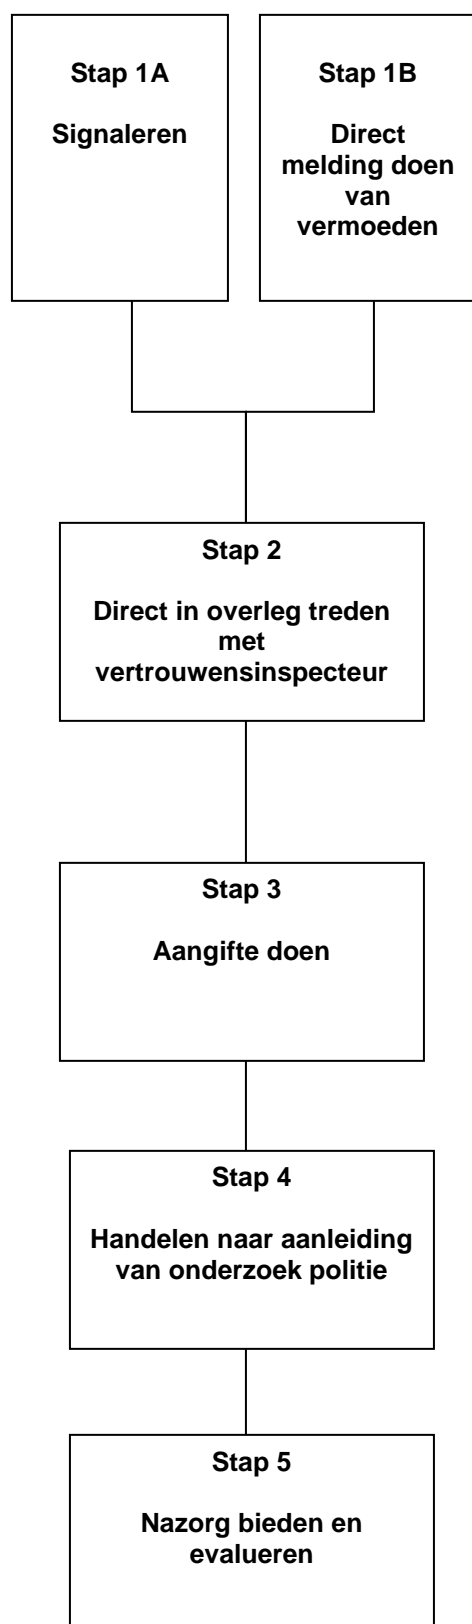 Stap 1A
Signaleren
Stap 1B
Direct
melding doen
van
vermoeden
Stap 2
Direct in overleg treden
met
vertrouwensinspecteur
Stap 3
Aangifte doen
Stap 4
Handelen naar aanleiding
van onderzoek politie
Stap 5
Nazorg bieden en
evalueren